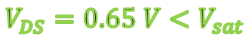 V_DS = 0.65 V < V_sat